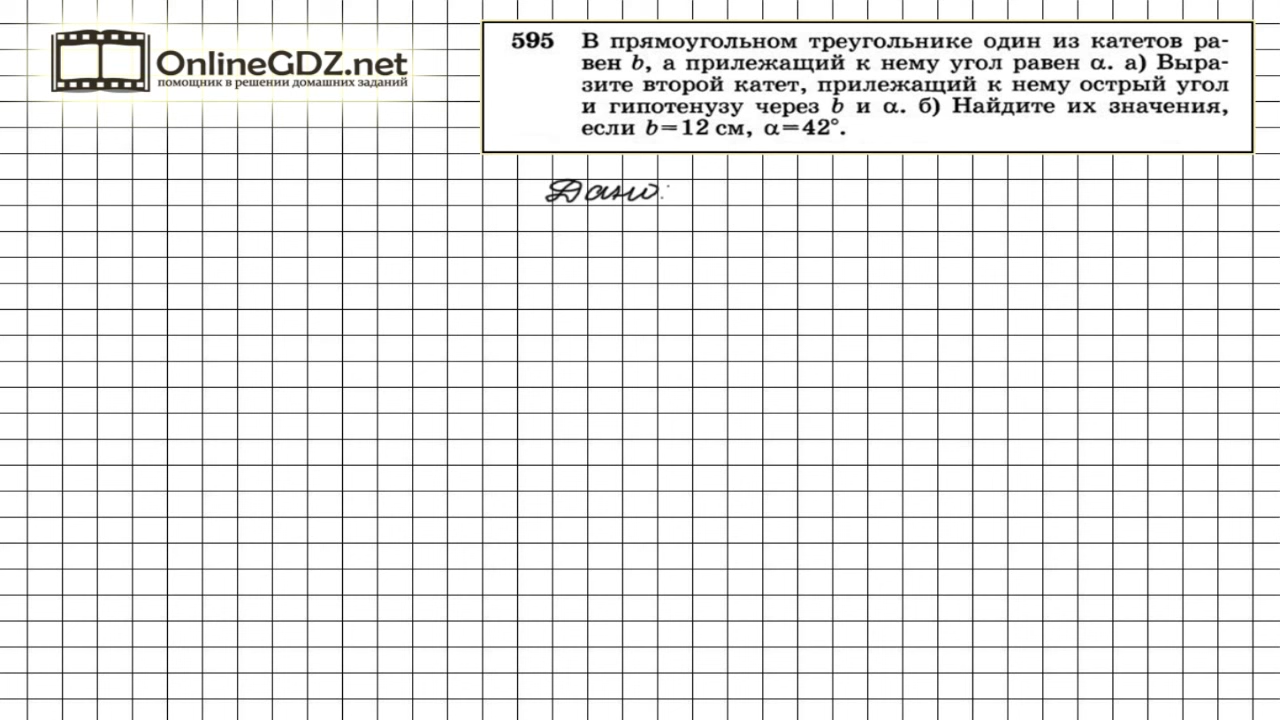 OnlineGDZ.net
помощник в решении домашних заданий
595 В прямоугольном треугольнике один из катетов ра-
вен b, а прилежащий к нему угол равен α. а) Выра-
зите второй катет, прилежащий к нему острый угол
и гипотенузу через b и α. б) Найдите их значения,
если b=12 см, α=42°.
Дано: